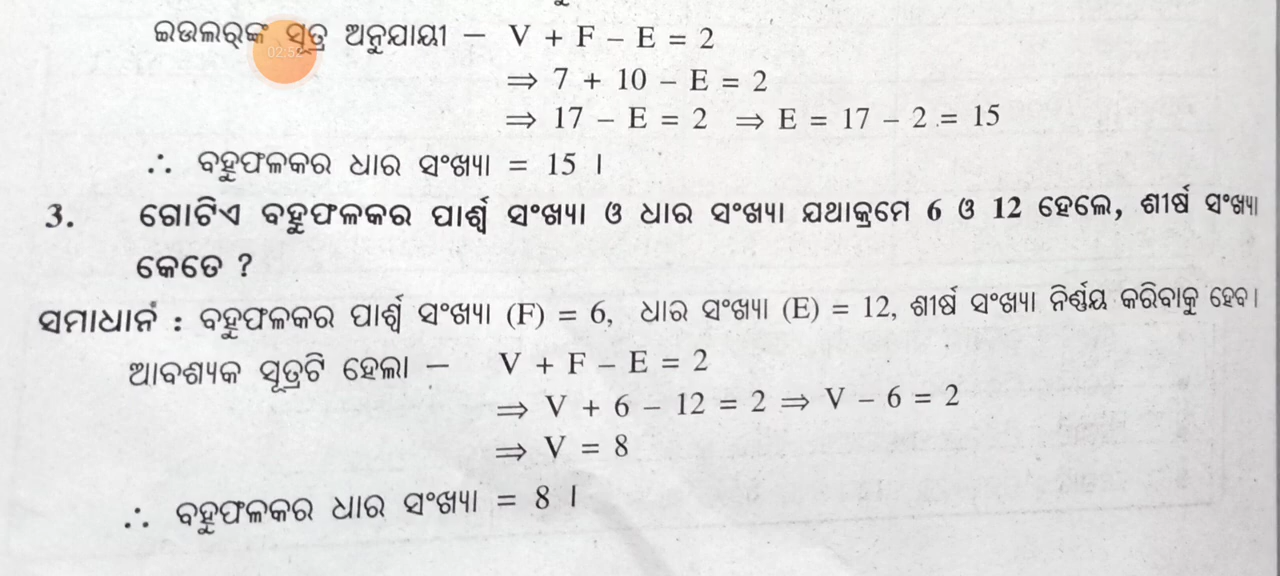 ଇଉଲରଙ୍କ ସୂତ୍ର ଅନୁଯାୟୀ – V + F – E = 2
⇒ 7 + 10 – E = 2
⇒ 17 – E = 2 ⇒ E = 17 – 2 = 15
∴ ବହୁଫଳକର ଧାର ସଂଖ୍ୟା = 15 ।
3. ଗୋଟିଏ ବହୁଫଳକର ପାର୍ଶ୍ୱ ସଂଖ୍ୟା ଓ ଧାର ସଂଖ୍ୟା ଯଥାକ୍ରମେ 6 ଓ 12 ହେଲେ, ଶୀର୍ଷ ସଂଖ୍ୟା
କେତେ ?
ସମାଧାନ : ବହୁଫଳକର ପାର୍ଶ୍ୱ ସଂଖ୍ୟା (F) = 6, ଧାର ସଂଖ୍ୟା (E) = 12, ଶୀର୍ଷ ସଂଖ୍ୟା ନିର୍ଣ୍ଣୟ କରିବାକୁ ହେବ।
ଆବଶ୍ୟକ ସୂତ୍ରଟି ହେଲା – V + F – E = 2
⇒ V + 6 – 12 = 2 ⇒ V – 6 = 2
⇒ V = 8
∴ ବହୁଫଳକର ଧାର ସଂଖ୍ୟା = 8 ।